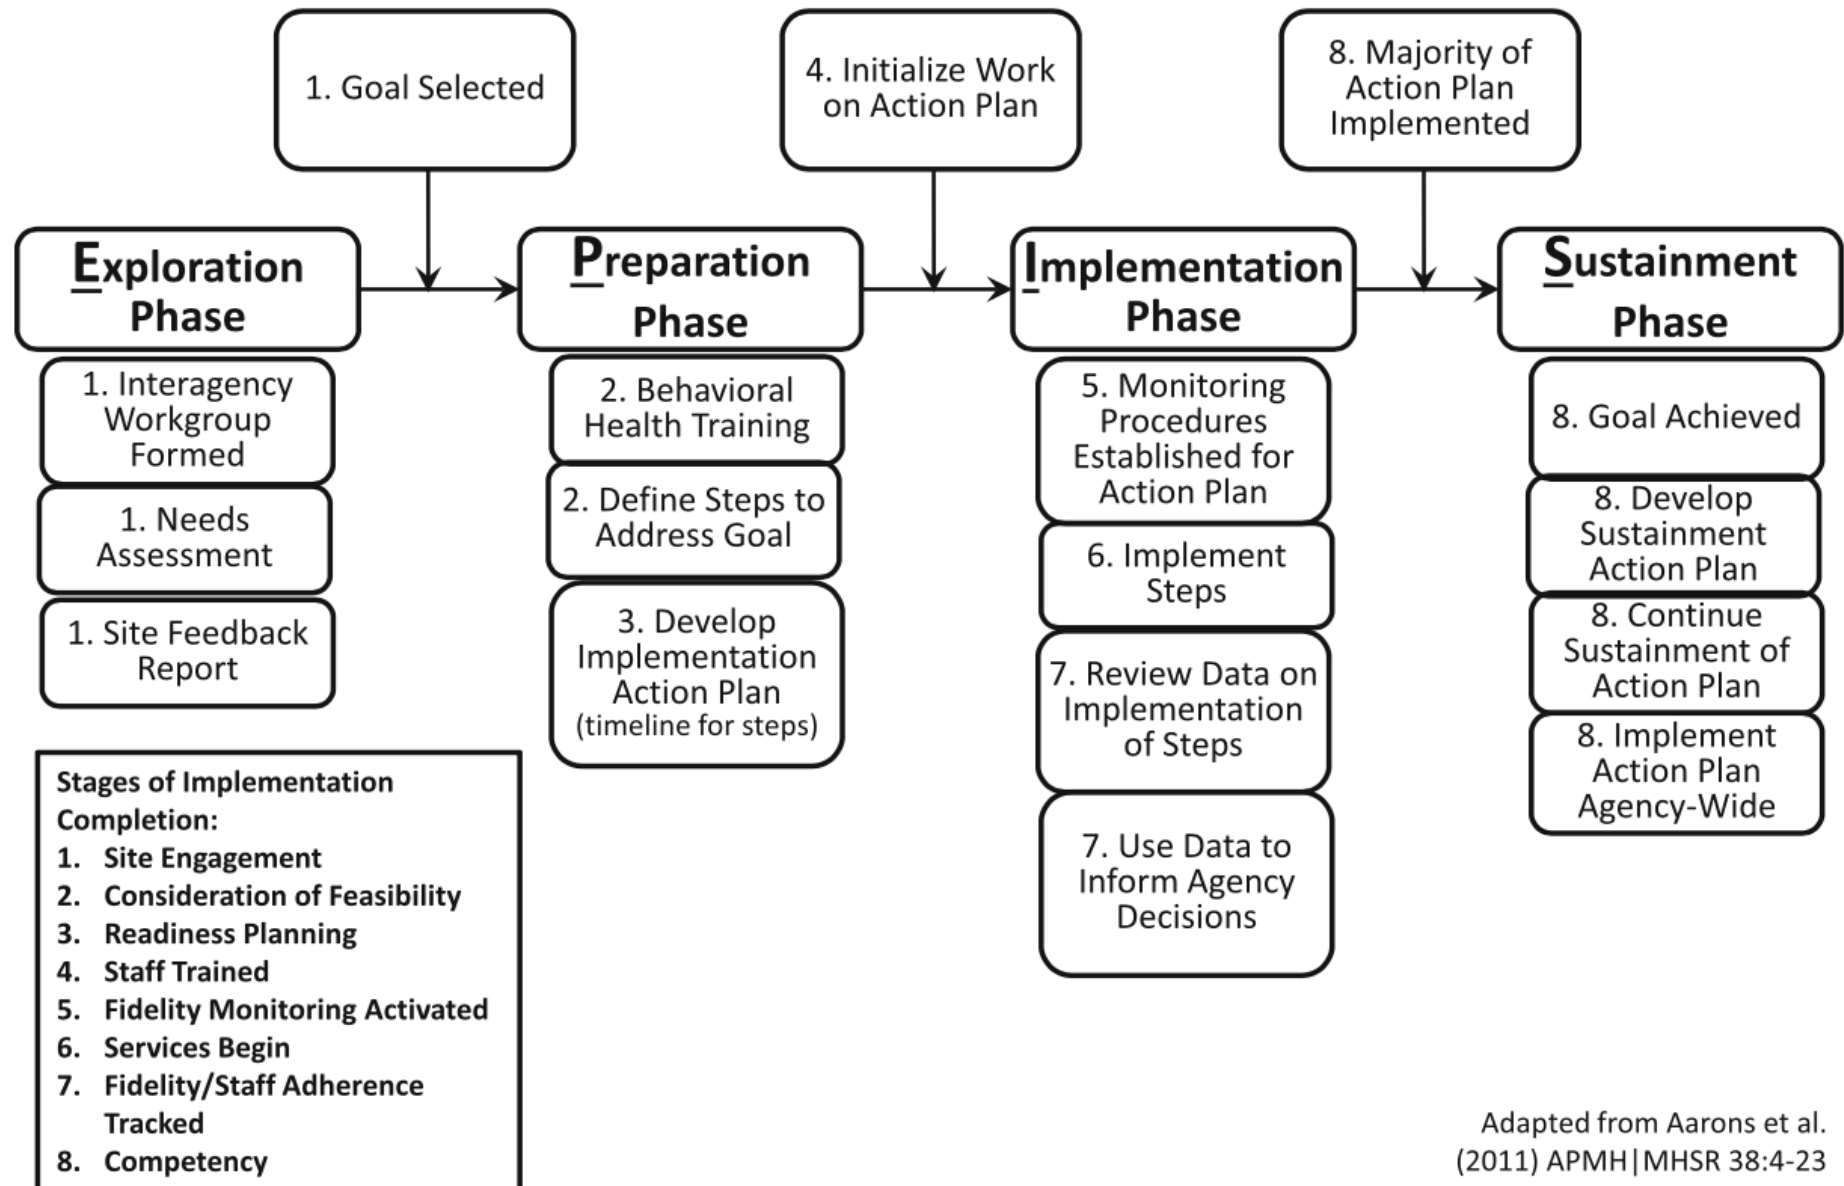 1. Goal Selected
4. Initialize Work
on Action Plan
8. Majority of
Action Plan
Implemented
Exploration
Phase
Preparation
Phase
Implementation
Phase
Sustainment
Phase
1. Interagency
Workgroup
Formed
1. Needs
Assessment
1. Site Feedback
Report
2. Behavioral
Health Training
2. Define Steps to
Address Goal
3. Develop
Implementation
Action Plan
(timeline for steps)
5. Monitoring
Procedures
Established for
Action Plan
6. Implement
Steps
7. Review Data on
Implementation
of Steps
7. Use Data to
Inform Agency
Decisions
8. Goal Achieved
8. Develop
Sustainment
Action Plan
8. Continue
Sustainment of
Action Plan
8. Implement
Action Plan
Agency-Wide
Stages of Implementation
Completion:
1. Site Engagement
2. Consideration of Feasibility
3. Readiness Planning
4. Staff Trained
5. Fidelity Monitoring Activated
6. Services Begin
7. Fidelity/Staff Adherence
Tracked
8. Competency
Adapted from Aarons et al.
(2011) APMH|MHSR 38:4-23